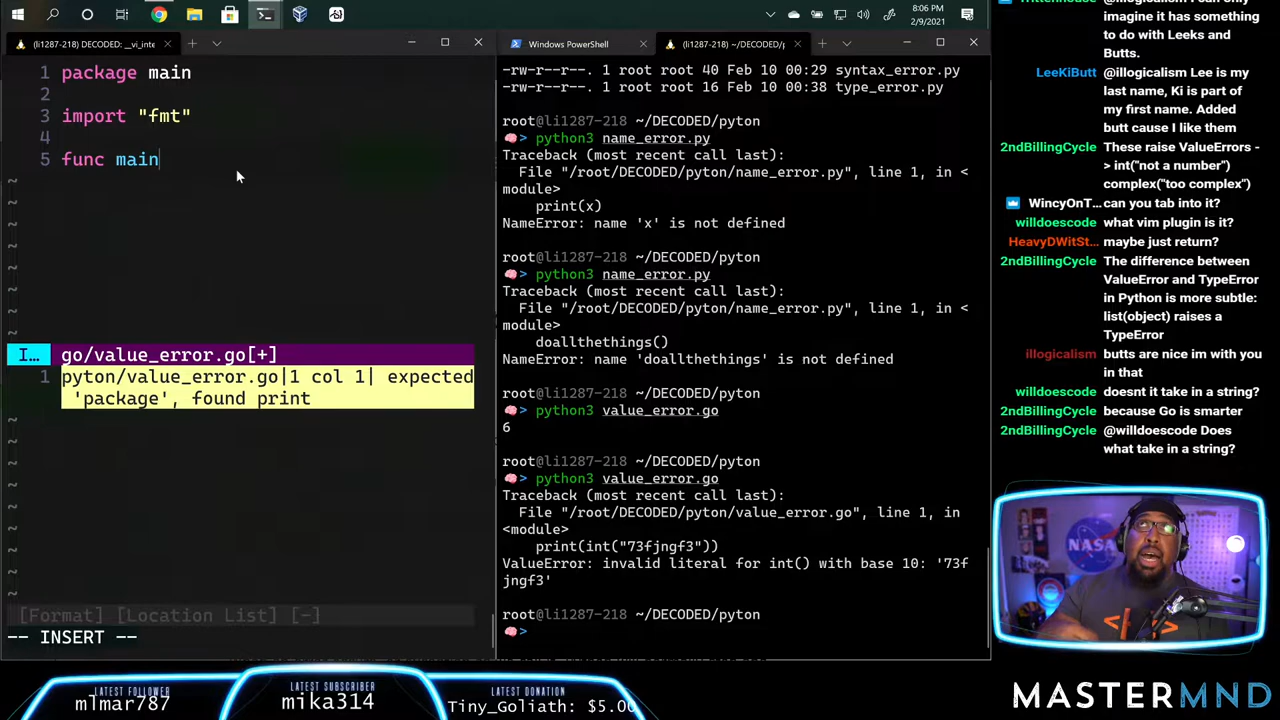 8:06 PM
2/9/2021
(li1287-218) DECODED: __vi_inte
1 package main
2
3 import "fmt"
4
5 func main
~
~
~
~
~
~
~
~
I… go/value_error.go[+]
1 pyton/value_error.go|1 col 1| expected
'package', found print
~
~
~
~
~
~
~
~
~
[Format] [Location List] [-]
-- INSERT --
Windows PowerShell
(li1287-218) ~/DECODED/p
-rw-r--r--. 1 root root 40 Feb 10 00:29 syntax_error.py
-rw-r--r--. 1 root root 16 Feb 10 00:38 type_error.py
root@li1287-218 ~/DECODED/pyton
> python3 name_error.py
Traceback (most recent call last):
File "/root/DECODED/pyton/name_error.py", line 1, in <
module>
print(x)
NameError: name 'x' is not defined
root@li1287-218 ~/DECODED/pyton
> python3 name_error.py
Traceback (most recent call last):
File "/root/DECODED/pyton/name_error.py", line 1, in <
module>
doallthethings()
NameError: name 'doallthethings' is not defined
root@li1287-218 ~/DECODED/pyton
> python3 value_error.go
6
root@li1287-218 ~/DECODED/pyton
> python3 value_error.go
Traceback (most recent call last):
File "/root/DECODED/pyton/value_error.go", line 1, in
<module>
print(int("73fjngf3"))
ValueError: invalid literal for int() with base 10: '73f
jngf3'
root@li1287-218 ~/DECODED/pyton
>
imagine it has something
to do with Leeks and
Butts.
LeeKiButt @illogicalism Lee is my
last name, Ki is part of
my first name. Added
butt cause I like them
2ndBillingCycle These raise ValueErrors -
> int("not a number")
complex("too complex")
WincyOnT… can you tab into it?
willdoescode what vim plugin is it?
HeavyDWitSt… maybe just return?
2ndBillingCycle The difference between
ValueError and TypeError
in Python is more subtle:
list(object) raises a
TypeError
illogicalism butts are nice im with you
in that
willdoescode doesnt it take in a string?
2ndBillingCycle because Go is smarter
2ndBillingCycle @willdoescode Does
what take in a string?
NASA
</>
LATEST FOLLOWER
mlmar787
LATEST SUBSCRIBER
mika314
LATEST DONATION
Tiny_Goliath: $5.00
MASTERMND